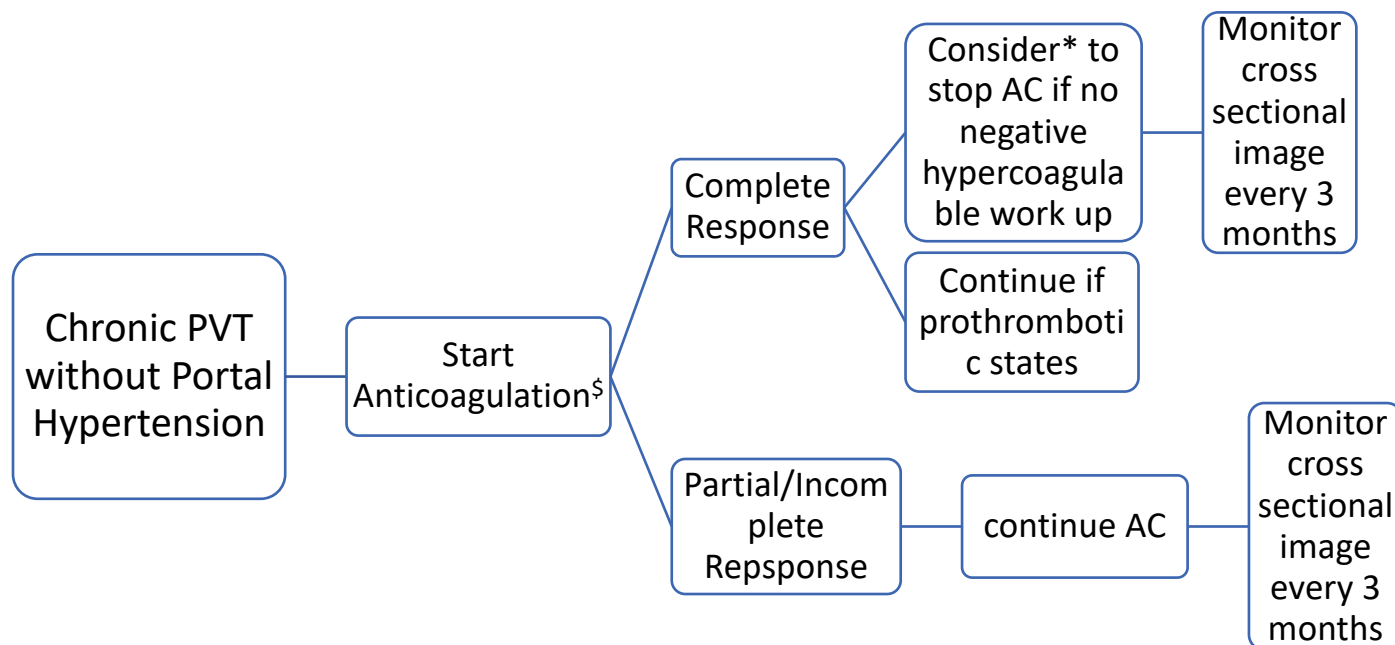 Chronic PVT
without Portal
Hypertension
Start
Anticoagulation$
Complete
Response
Consider* to
stop AC if no
negative
hypercoagula
ble work up
Monitor
cross
sectional
image
every 3
months
Continue if
prothromboti
c states
Partial/Incom
plete
Repsponse
continue AC
Monitor
cross
sectional
image
every 3
months